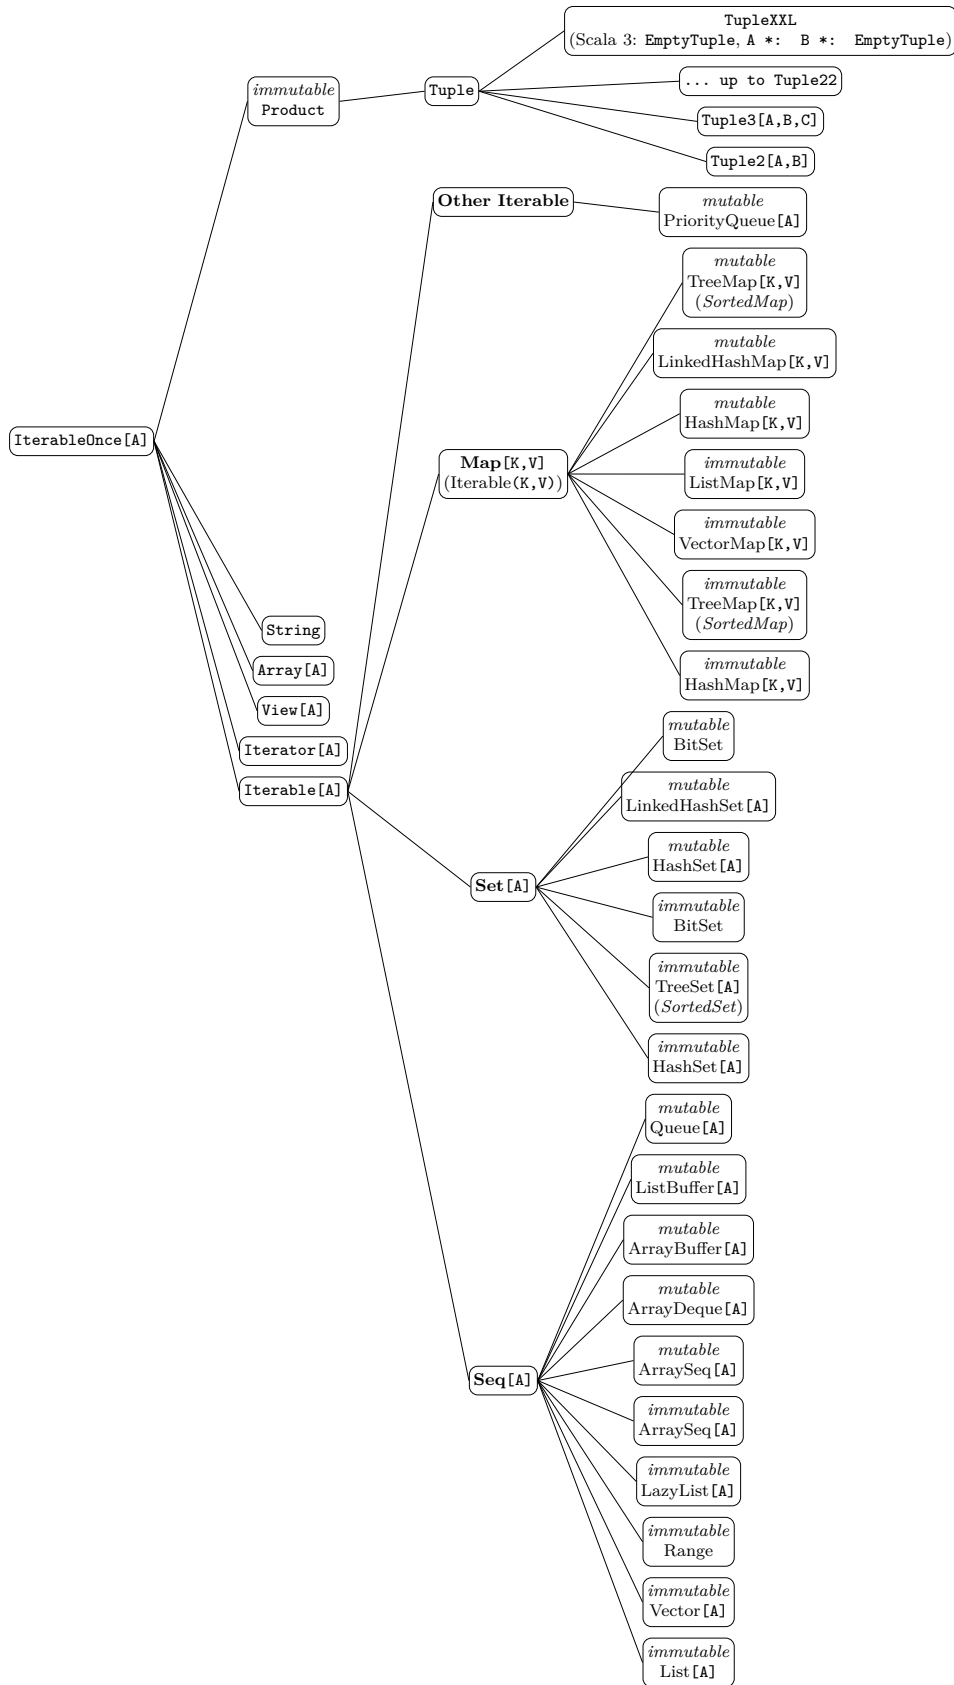 TupleXXL
(Scala 3: EmptyTuple, A *: B *: EmptyTuple)
immutable
Product
Tuple
... up to Tuple22
Tuple3[A,B,C]
Tuple2[A,B]
Other Iterable
mutable
PriorityQueue[A]
mutable
TreeMap[K,V]
(SortedMap)
mutable
LinkedHashMap[K,V]
mutable
HashMap[K,V]
IterableOnce[A]
Map[K,V]
(Iterable(K,V))
immutable
ListMap[K,V]
immutable
VectorMap[K,V]
immutable
TreeMap[K,V]
(SortedMap)
immutable
HashMap[K,V]
String
Array[A]
View[A]
Iterator[A]
Iterable[A]
mutable
BitSet
mutable
LinkedHashSet[A]
mutable
HashSet[A]
Set[A]
immutable
BitSet
immutable
TreeSet[A]
(SortedSet)
immutable
HashSet[A]
mutable
Queue[A]
mutable
ListBuffer[A]
mutable
ArrayBuffer[A]
mutable
ArrayDeque[A]
mutable
ArraySeq[A]
Seq[A]
immutable
ArraySeq[A]
immutable
LazyList[A]
immutable
Range
immutable
Vector[A]
immutable
List[A]